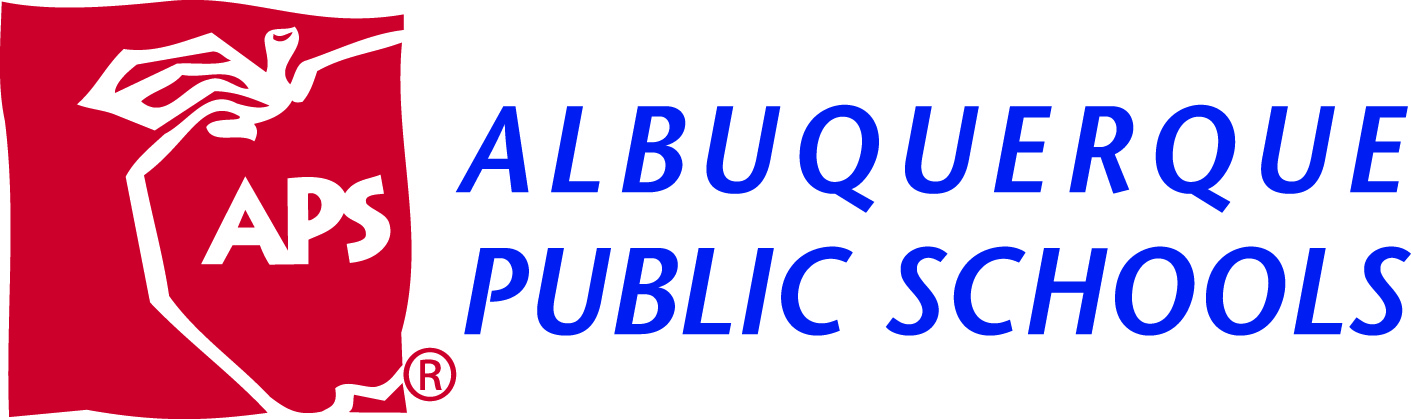 APS
®
ALBUQUERQUE
PUBLIC SCHOOLS